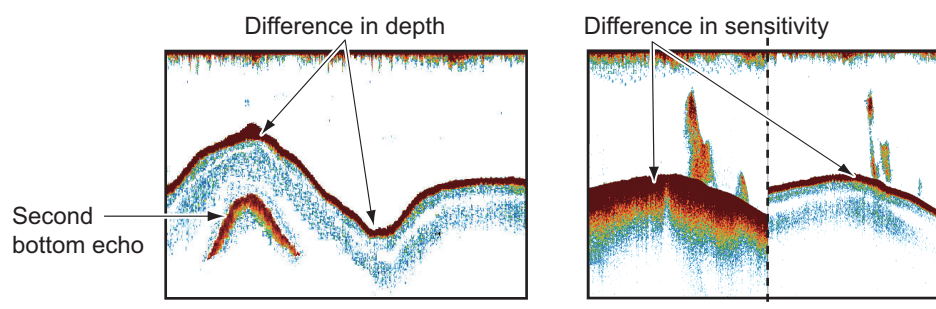 Difference in depth
Difference in sensitivity
Second
bottom echo